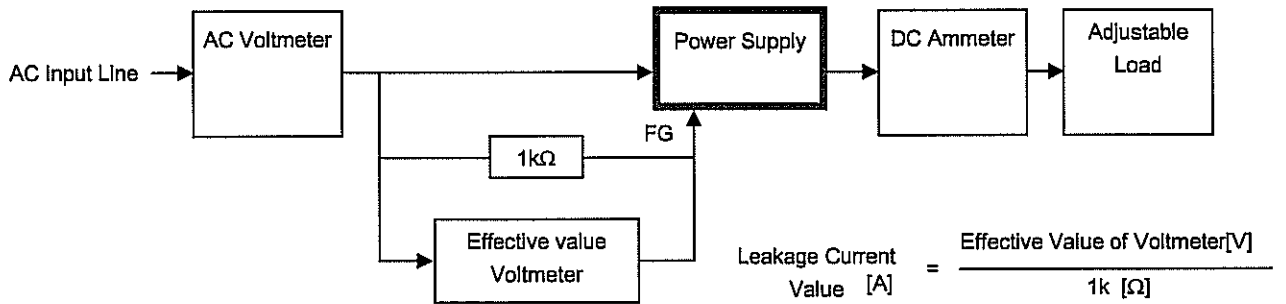 AC Input Line
AC Voltmeter
Power Supply
DC Ammeter
Adjustable
Load
FG
1kΩ
Effective value
Voltmeter
Leakage Current
Value [A]
=
Effective Value of Voltmeter[V]
1k [Ω]